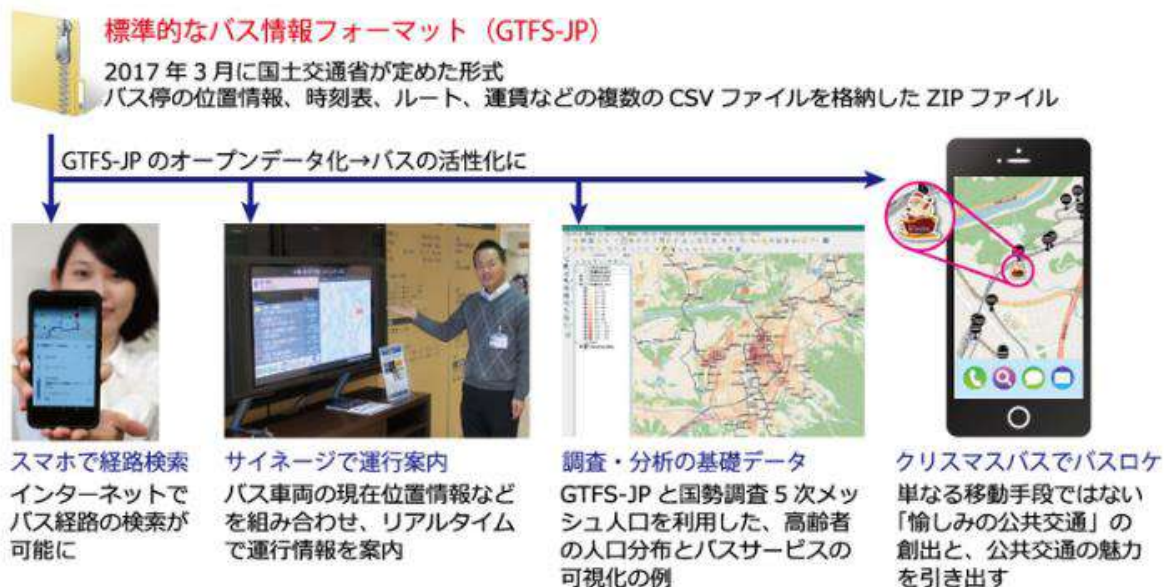 標準的なバス情報フォーマット（GTFS-JP）
2017 年 3 月に国土交通省が定めた形式
バス停の位置情報、時刻表、ルート、運賃などの複数の CSV ファイルを格納した ZIP ファイル
GTFS-JP のオープンデータ化→バスの活性化に
スマホで経路検索
インターネットで
バス経路の検索が
可能に
サイネージで運行案内
バス車両の現在位置情報など
を組み合わせ、リアルタイム
で運行情報を案内
調査・分析の基礎データ
GTFS-JP と国勢調査 5 次メッ
シュ人口を利用した、高齢者
の人口分布とバスサービスの
可視化の例
クリスマスバスでバスロケ
単なる移動手段ではない
「愉しみの公共交通」の
創出と、公共交通の魅力
を引き出す